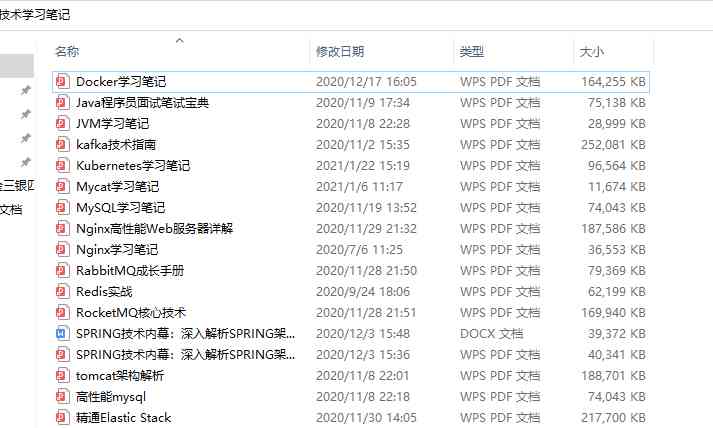 技术学习笔记
名称 修改日期 类型 大小
Docker学习笔记 2020/12/17 16:05 WPS PDF 文档 164,255 KB
Java程序员面试笔试宝典 2020/11/9 17:34 WPS PDF 文档 75,138 KB
JVM学习笔记 2020/11/8 22:28 WPS PDF 文档 28,999 KB
kafka技术指南 2020/11/2 15:35 WPS PDF 文档 252,081 KB
Kubernetes学习笔记 2021/1/22 15:19 WPS PDF 文档 96,564 KB
Mycat学习笔记 2021/1/6 11:17 WPS PDF 文档 11,674 KB
金三银四
MySQL学习笔记 2020/11/19 13:52 WPS PDF 文档 74,043 KB
文档
Nginx高性能Web服务器详解 2020/11/29 21:32 WPS PDF 文档 187,586 KB
Nginx学习笔记 2020/7/6 11:25 WPS PDF 文档 36,553 KB
RabbitMQ成长手册 2020/11/28 21:50 WPS PDF 文档 79,369 KB
Redis实战 2020/9/24 18:06 WPS PDF 文档 62,199 KB
RocketMQ核心技术 2020/11/28 21:51 WPS PDF 文档 169,940 KB
SPRING技术内幕：深入解析SPRING架... 2020/12/3 15:48 DOCX 文档 39,372 KB
SPRING技术内幕：深入解析SPRING架... 2020/12/3 15:36 WPS PDF 文档 40,341 KB
tomcat架构解析 2020/11/8 22:01 WPS PDF 文档 188,701 KB
高性能mysql 2020/11/8 22:18 WPS PDF 文档 74,043 KB
精通Elastic Stack 2020/11/30 14:05 WPS PDF 文档 217,700 KB